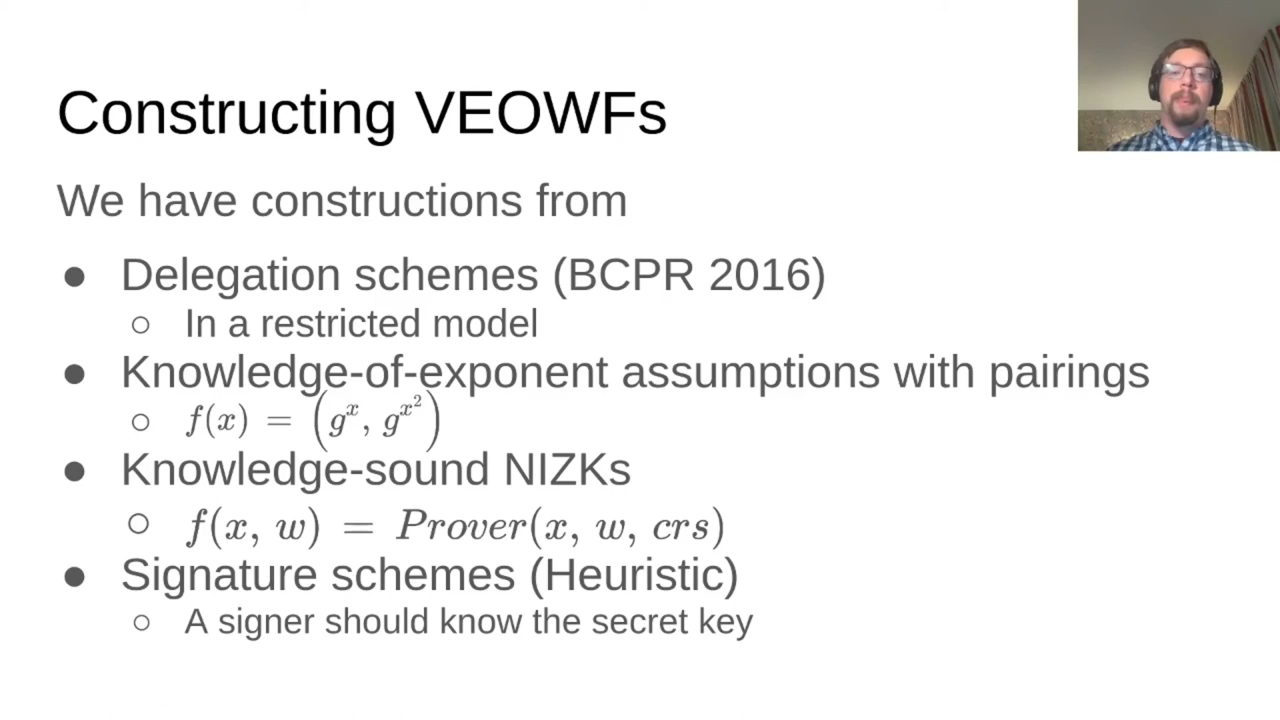 Constructing VEOWFs
We have constructions from
● Delegation schemes (BCPR 2016)
○ In a restricted model
● Knowledge-of-exponent assumptions with pairings
○ f(x) = (g^x, g^{x^2})
● Knowledge-sound NIZKs
○ f(x, w) = Prover(x, w, crs)
● Signature schemes (Heuristic)
○ A signer should know the secret key